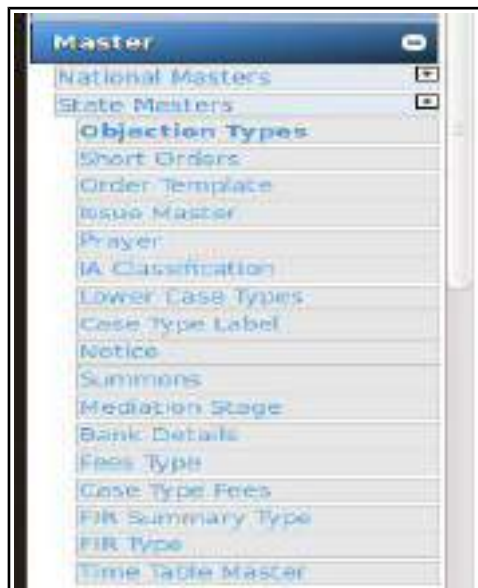 Master
National Masters
State Masters
Objection Types
Short Orders
Order Template
Issue Master
Prayer
IA Classification
Lower Case Types
Case Type Label
Notice
Summons
Mediation Stage
Bank Details
Fees Type
Case Type Fees
FIR Summary Type
FIR Type
Time Table Master